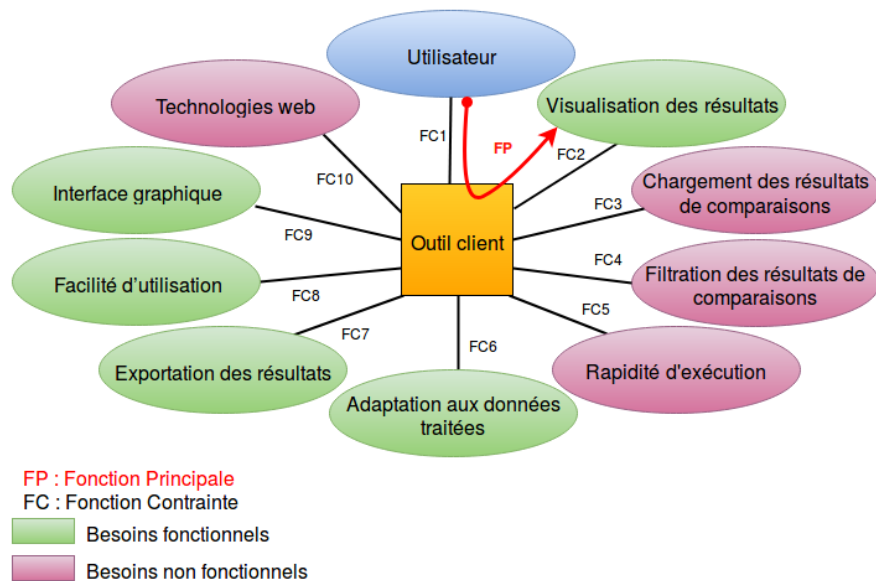 Utilisateur
Technologies web
Visualisation des résultats
FC1
FP
FC2
FC10
Interface graphique
Chargement des résultats
de comparaisons
FC3
FC9
Outil client
FC4
Filtration des résultats de
comparaisons
Facilité d'utilisation
FC8
FC5
FC7
FC6
Exportation des résultats
Rapidité d'exécution
Adaptation aux données
traitées
FP : Fonction Principale
FC : Fonction Contrainte
Besoins fonctionnels
Besoins non fonctionnels